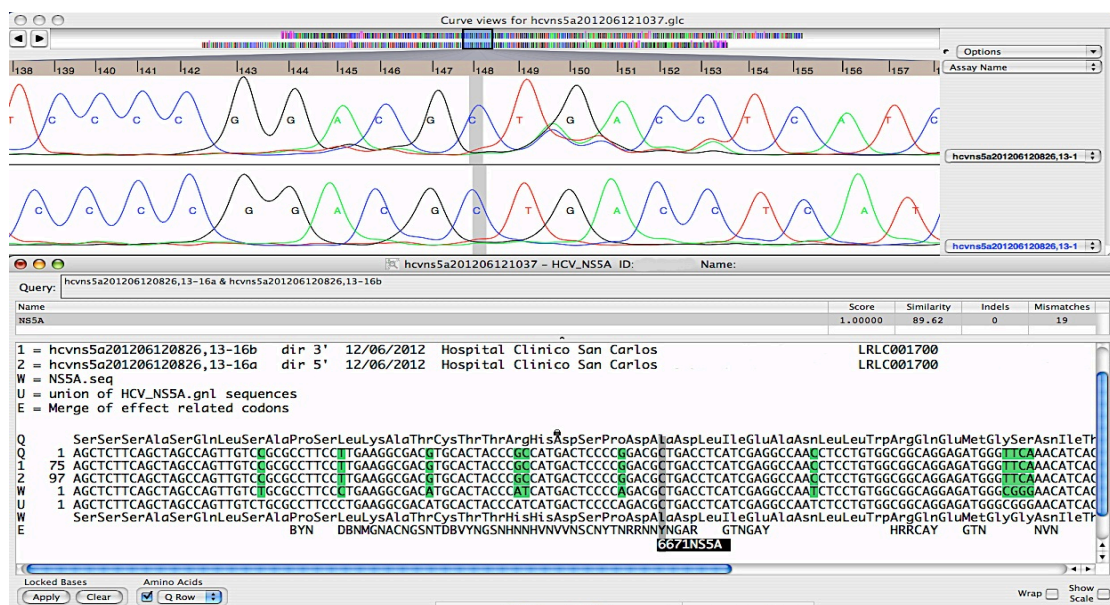 Curve views for hcvns5a201206121037.glc
Options
Assay Name
138 139 140 141 142 143 144 145 146 147 148 149 150 151 152 153 154 155 156 157
T C C C C G G A C G C T G A C C T C A T C
hcvns5a201206120826,13-1
C C C C G G A C G C T G A C C T C A T
hcvns5a201206120826,13-1
hcvns5a201206121037 - HCV_NS5A ID: Name:
Query: hcvns5a201206120826,13-16a & hcvns5a201206120826,13-16b
Name Score Similarity Indels Mismatches
NS5A 1.00000 89.62 0 19
1 = hcvns5a201206120826,13-16b dir 3' 12/06/2012 Hospital Clinico San Carlos LRLC001700
2 = hcvns5a201206120826,13-16a dir 5' 12/06/2012 Hospital Clinico San Carlos LRLC001700
W = NS5A.seq
U = union of HCV_NS5A.gnl sequences
E = Merge of effect related codons
Q SerSerSerAlaSerGlnLeuSerAlaProSerLeuLysAlaThrCysThrThrArgHisAspSerProAspAlaAspLeuIleGluAlaAsnLeuLeuTrpArgGlnGluMetGlySerAsnIleTh
Q 1 AGCTCTTCAGCTAGCCAGTTGTCCGCGCCTTCCTTGAAGGCGACGTGCACTACCCGCCATGACTCCCCGGACGCTGACCTCATCGAGGCCAACCTCCTGTGGCGGCAGGAGATGGGTTCAAACATCAC
1 75 AGCTCTTCAGCTAGCCAGTTGTCCGCGCCTTCCTTGAAGGCGACGTGCACTACCCGCCATGACTCCCCGGACGCTGACCTCATCGAGGCCAACCTCCTGTGGCGGCAGGAGATGGGTTCAAACATCAC
2 97 AGCTCTTCAGCTAGCCAGTTGTCCGCGCCTTCCTTGAAGGCGACGTGCACTACCCGCCATGACTCCCCGGACGCTGACCTCATCGAGGCCAACCTCCTGTGGCGGCAGGAGATGGGTTCAAACATCAC
W 1 AGCTCTTCAGCTAGCCAGTTGTCTGCGCCTTCCCTGAAGGCGACATGCACTACCCATCATGACTCCCCAGACGCTGACCTCATCGAGGCCAATCTCCTGTGGCGGCAGGAGATGGGCGGGAACATCAC
U 1 AGCTCTTCAGCTAGCCAGTTGTCTGCGCCTTCCCTGAAGGCGACATGCACTACCCATCATGACTCCCCAGACGCTGACCTCATCGAGGCCAATCTCCTGTGGCGGCAGGAGATGGGCGGGAACATCAC
W SerSerSerAlaSerGlnLeuSerAlaProSerLeuLysAlaThrCysThrThrHisHisAspSerProAspAlaAspLeuIleGluAlaAsnLeuLeuTrpArgGlnGluMetGlyGlyAsnIleTh
E BYN DBNMGNACNGSNTDBVYNGSNHNNHVNVVNSCNYTNRRNNYNGAR GTNGAY HRRCAY GTN NVN
6671NS5A
Locked Bases Amino Acids
Apply Clear Q Row Wrap Show Scale